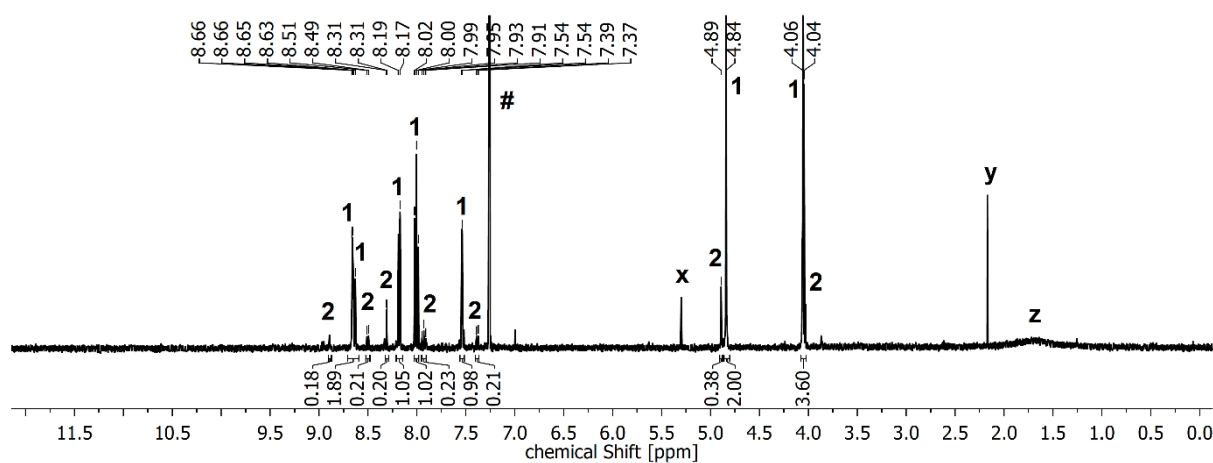 8.66 8.66 8.65 8.63 8.51 8.49 8.31 8.31 8.19 8.17 8.02 8.00 7.99 7.95 7.93 7.91 7.54 7.54 7.39 7.37 4.89 4.84 4.06 4.04
# 1 1
1
1 y
1 1
1 x 2 2
2 2 2 2 2 z
0.18 1.89 0.21 0.20 1.05 1.02 0.23 0.98 0.21 0.38 2.00 3.60
11.5 10.5 9.5 9.0 8.5 8.0 7.5 7.0 6.5 6.0 5.5 5.0 4.5 4.0 3.5 3.0 2.5 2.0 1.5 1.0 0.5 0.0
chemical Shift [ppm]